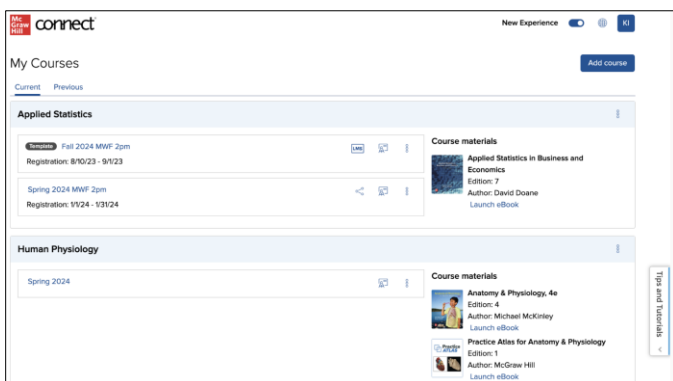 Mc
Graw
Hill
connect
New Experience
KI
My Courses
Add course
Current Previous
Applied Statistics
Template Fall 2024 MWF 2pm
LMS
Registration: 8/10/23 - 9/1/23
Spring 2024 MWF 2pm
Registration: 1/1/24 - 1/31/24
Course materials
Applied Statistics in Business and
Economics
Edition: 7
Author: David Doane
Launch eBook
Human Physiology
Spring 2024
Course materials
Anatomy & Physiology, 4e
Edition: 4
Author: Michael McKinley
Launch eBook
Practice
ATLAS
Practice Atlas for Anatomy & Physiology
Edition: 1
Author: McGraw Hill
Launch eBook
Tips and Tutorials